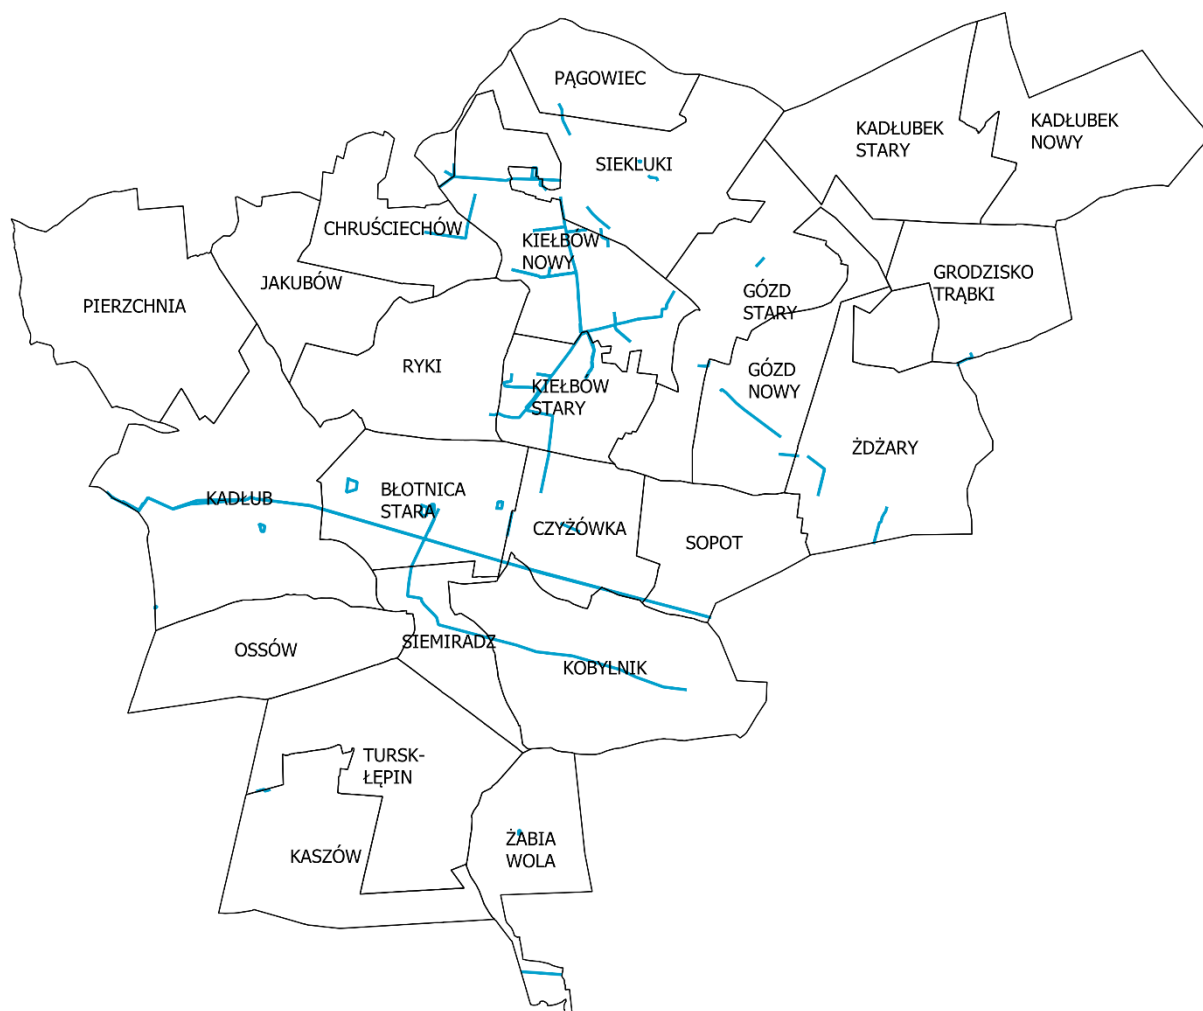 PĄGOWIEC
KADŁUBEK
STARY
KADŁUBEK
NOWY
SIEKLUKI
CHRUŚCIECHÓW
KIEŁBÓW
NOWY
JAKUBÓW
PIERZCHNIA
GRODZISKO
TRĄBKI
GÓZD
STARY
RYKI
KIEŁBÓW
STARY
GÓZD
NOWY
ŻDŻARY
KADŁUB
BŁOTNICA
STARA
CZYŻÓWKA
SOPOT
OSSÓW
SIEMIRADZ
KOBYLNIK
TURSK-
ŁĘPIN
KASZÓW
ŻABIA
WOLA